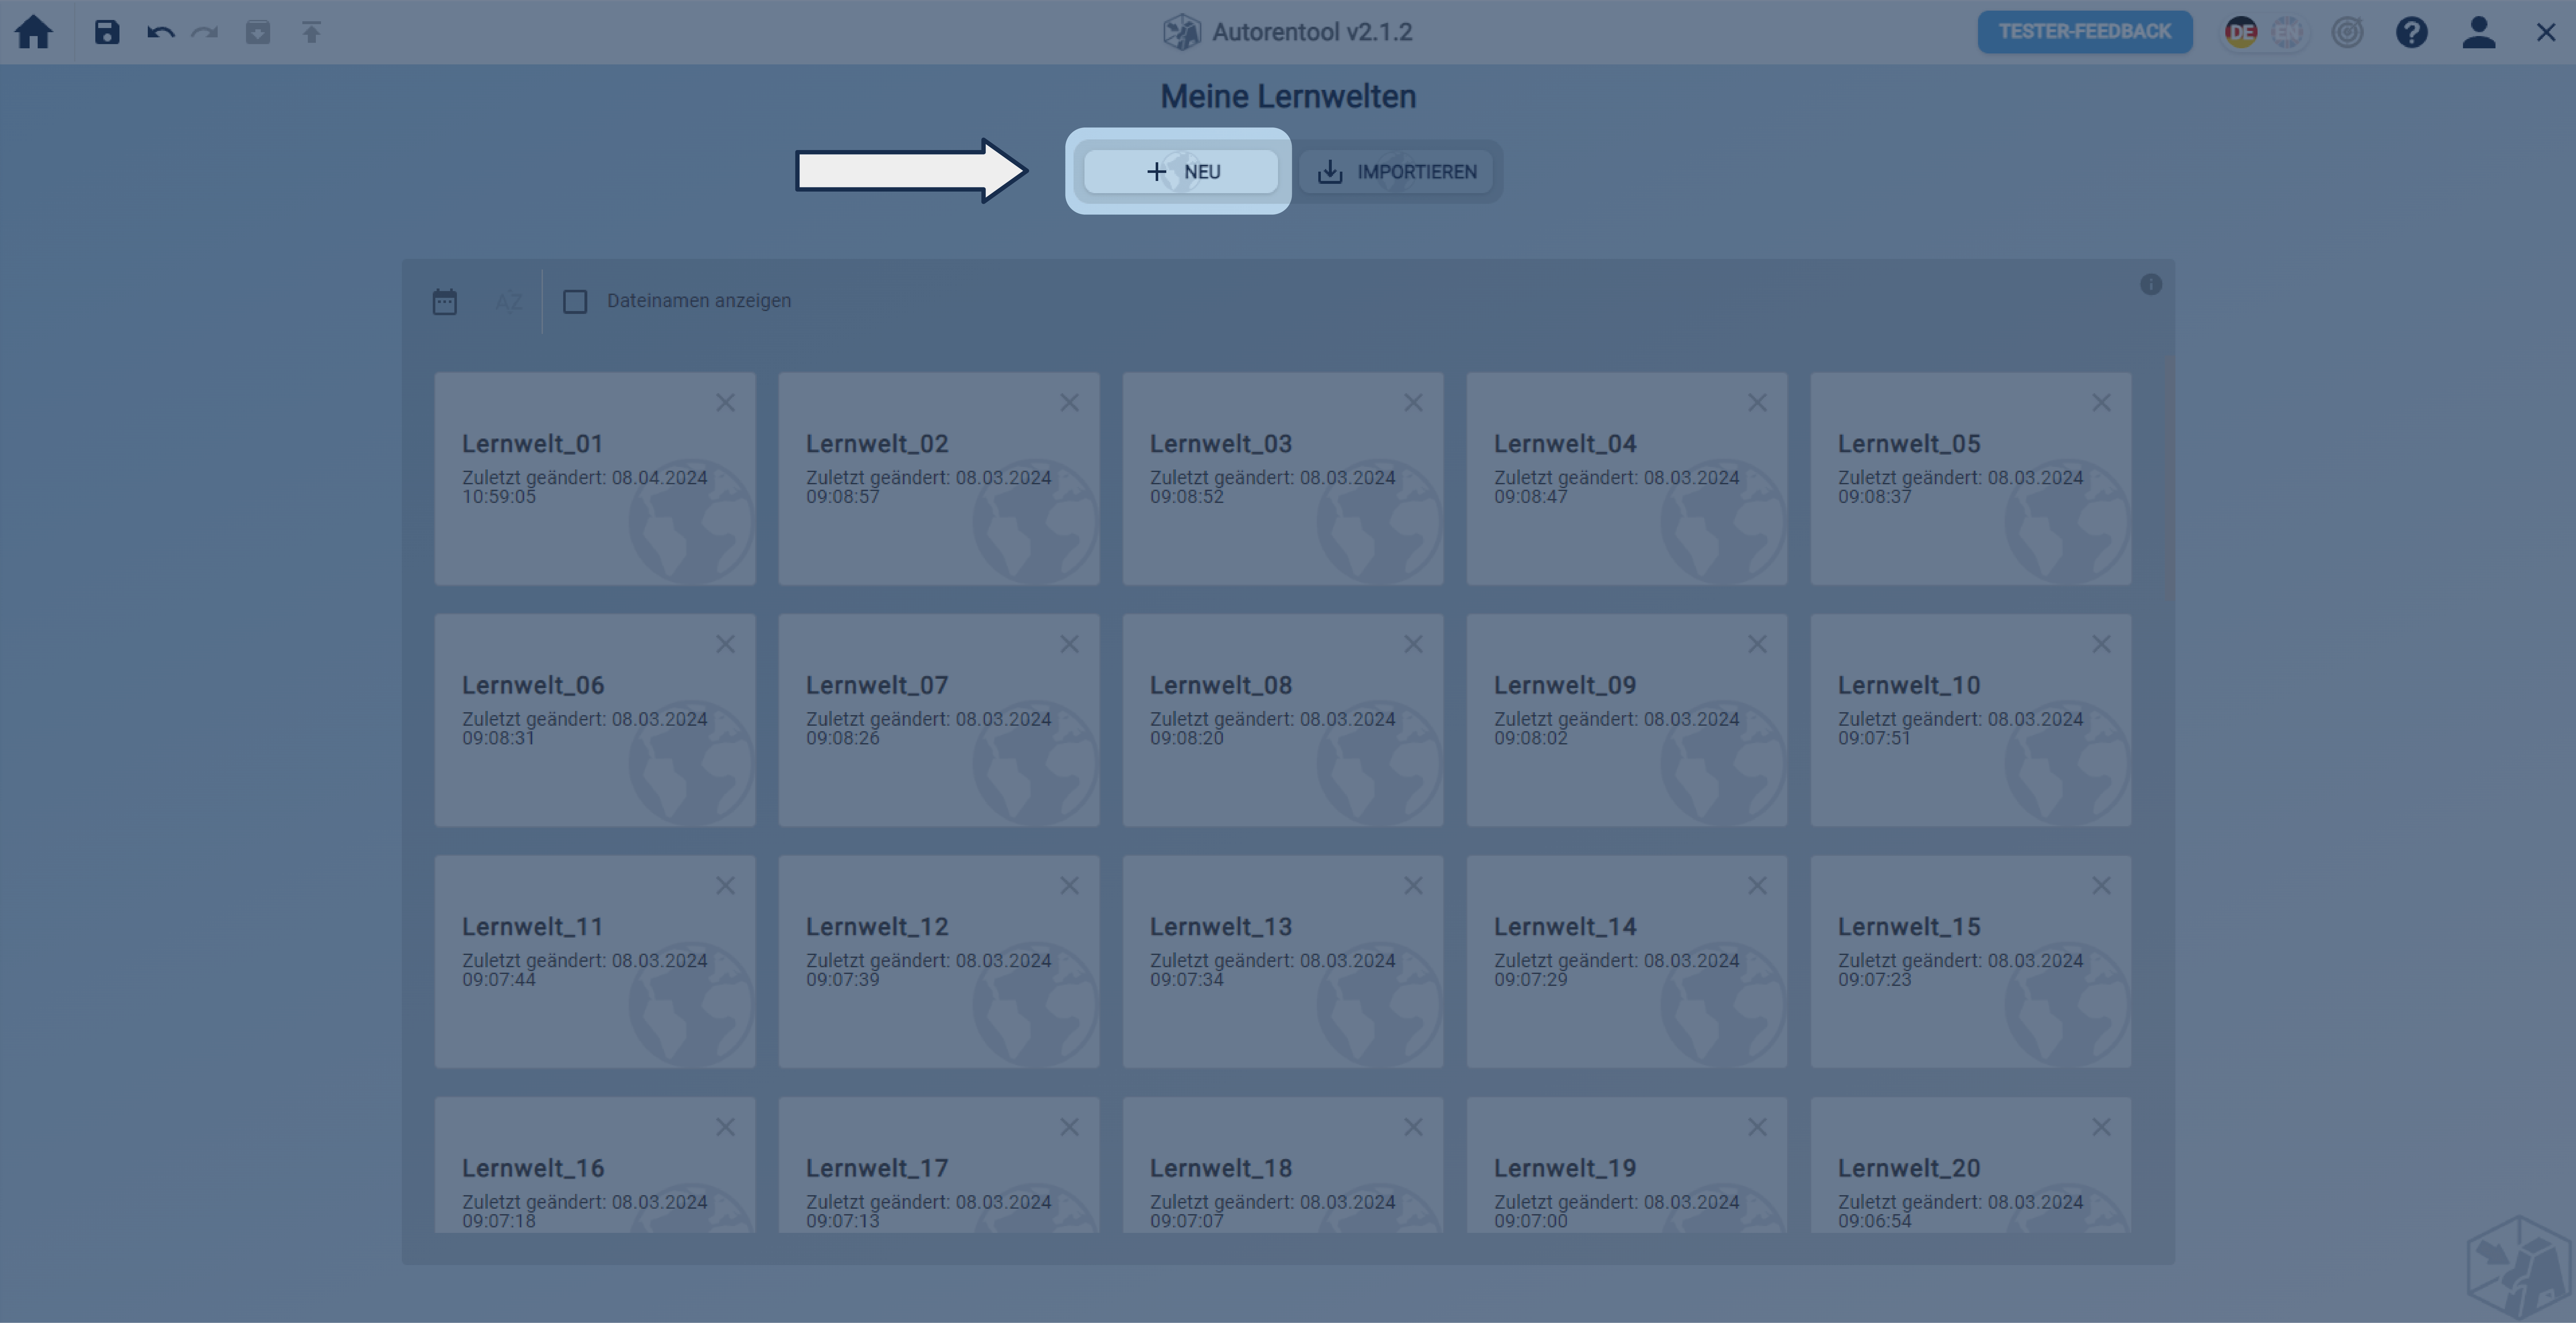 Autorentool v2.1.2
TESTER-FEEDBACK
DE
EN
Meine Lernwelten
NEU
IMPORTIEREN
AZ
Dateinamen anzeigen
Lernwelt_01
Zuletzt geändert: 08.04.2024
10:59:05
Lernwelt_02
Zuletzt geändert: 08.03.2024
09:08:57
Lernwelt_03
Zuletzt geändert: 08.03.2024
09:08:52
Lernwelt_04
Zuletzt geändert: 08.03.2024
09:08:47
Lernwelt_05
Zuletzt geändert: 08.03.2024
09:08:37
Lernwelt_06
Zuletzt geändert: 08.03.2024
09:08:31
Lernwelt_07
Zuletzt geändert: 08.03.2024
09:08:26
Lernwelt_08
Zuletzt geändert: 08.03.2024
09:08:20
Lernwelt_09
Zuletzt geändert: 08.03.2024
09:08:02
Lernwelt_10
Zuletzt geändert: 08.03.2024
09:07:51
Lernwelt_11
Zuletzt geändert: 08.03.2024
09:07:44
Lernwelt_12
Zuletzt geändert: 08.03.2024
09:07:39
Lernwelt_13
Zuletzt geändert: 08.03.2024
09:07:34
Lernwelt_14
Zuletzt geändert: 08.03.2024
09:07:29
Lernwelt_15
Zuletzt geändert: 08.03.2024
09:07:23
Lernwelt_16
Zuletzt geändert: 08.03.2024
09:07:18
Lernwelt_17
Zuletzt geändert: 08.03.2024
09:07:13
Lernwelt_18
Zuletzt geändert: 08.03.2024
09:07:07
Lernwelt_19
Zuletzt geändert: 08.03.2024
09:07:00
Lernwelt_20
Zuletzt geändert: 08.03.2024
09:06:54